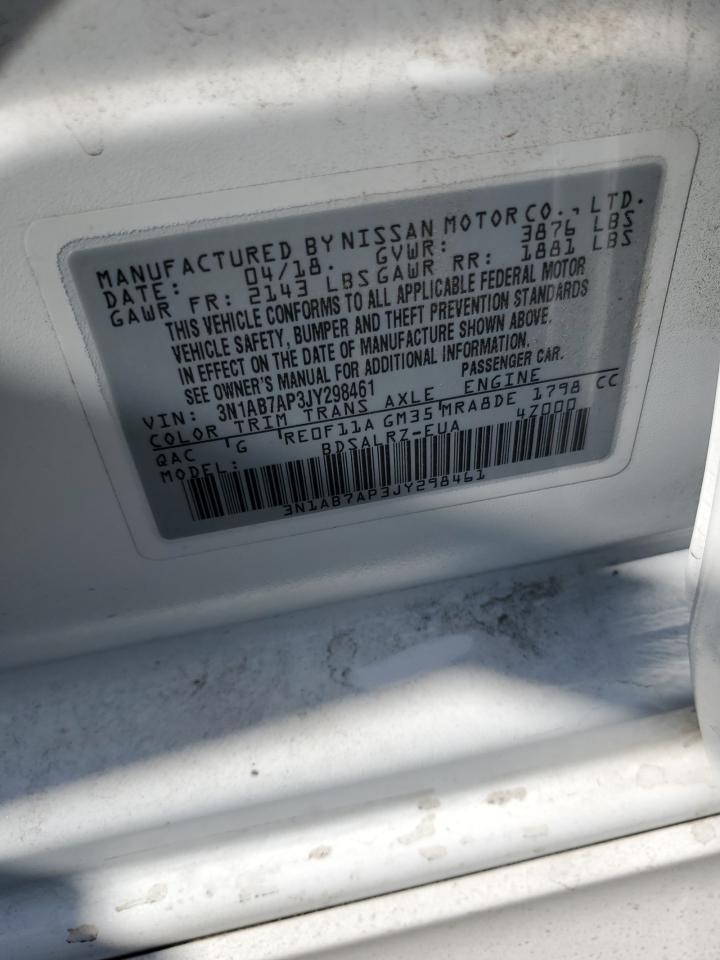 MANUFACTURED BY NISSAN MOTOR CO., LTD.
DATE: 04/18. GVWR: 3876 LBS
GAWR FR: 2143 LBS GAWR RR: 1881 LBS
THIS VEHICLE CONFORMS TO ALL APPLICABLE FEDERAL MOTOR
VEHICLE SAFETY, BUMPER AND THEFT PREVENTION STANDARDS
IN EFFECT ON THE DATE OF MANUFACTURE SHOWN ABOVE.
SEE OWNER'S MANUAL FOR ADDITIONAL INFORMATION.
VIN: 3N1AB7AP3JY298461 PASSENGER CAR.
COLOR TRIM TRANS AXLE ENGINE
QAC G RE0F11A GM35 MRA8DE 1798 CC
MODEL: BDSALRZ-EUA 4Z000
3N1AB7AP3JY298461